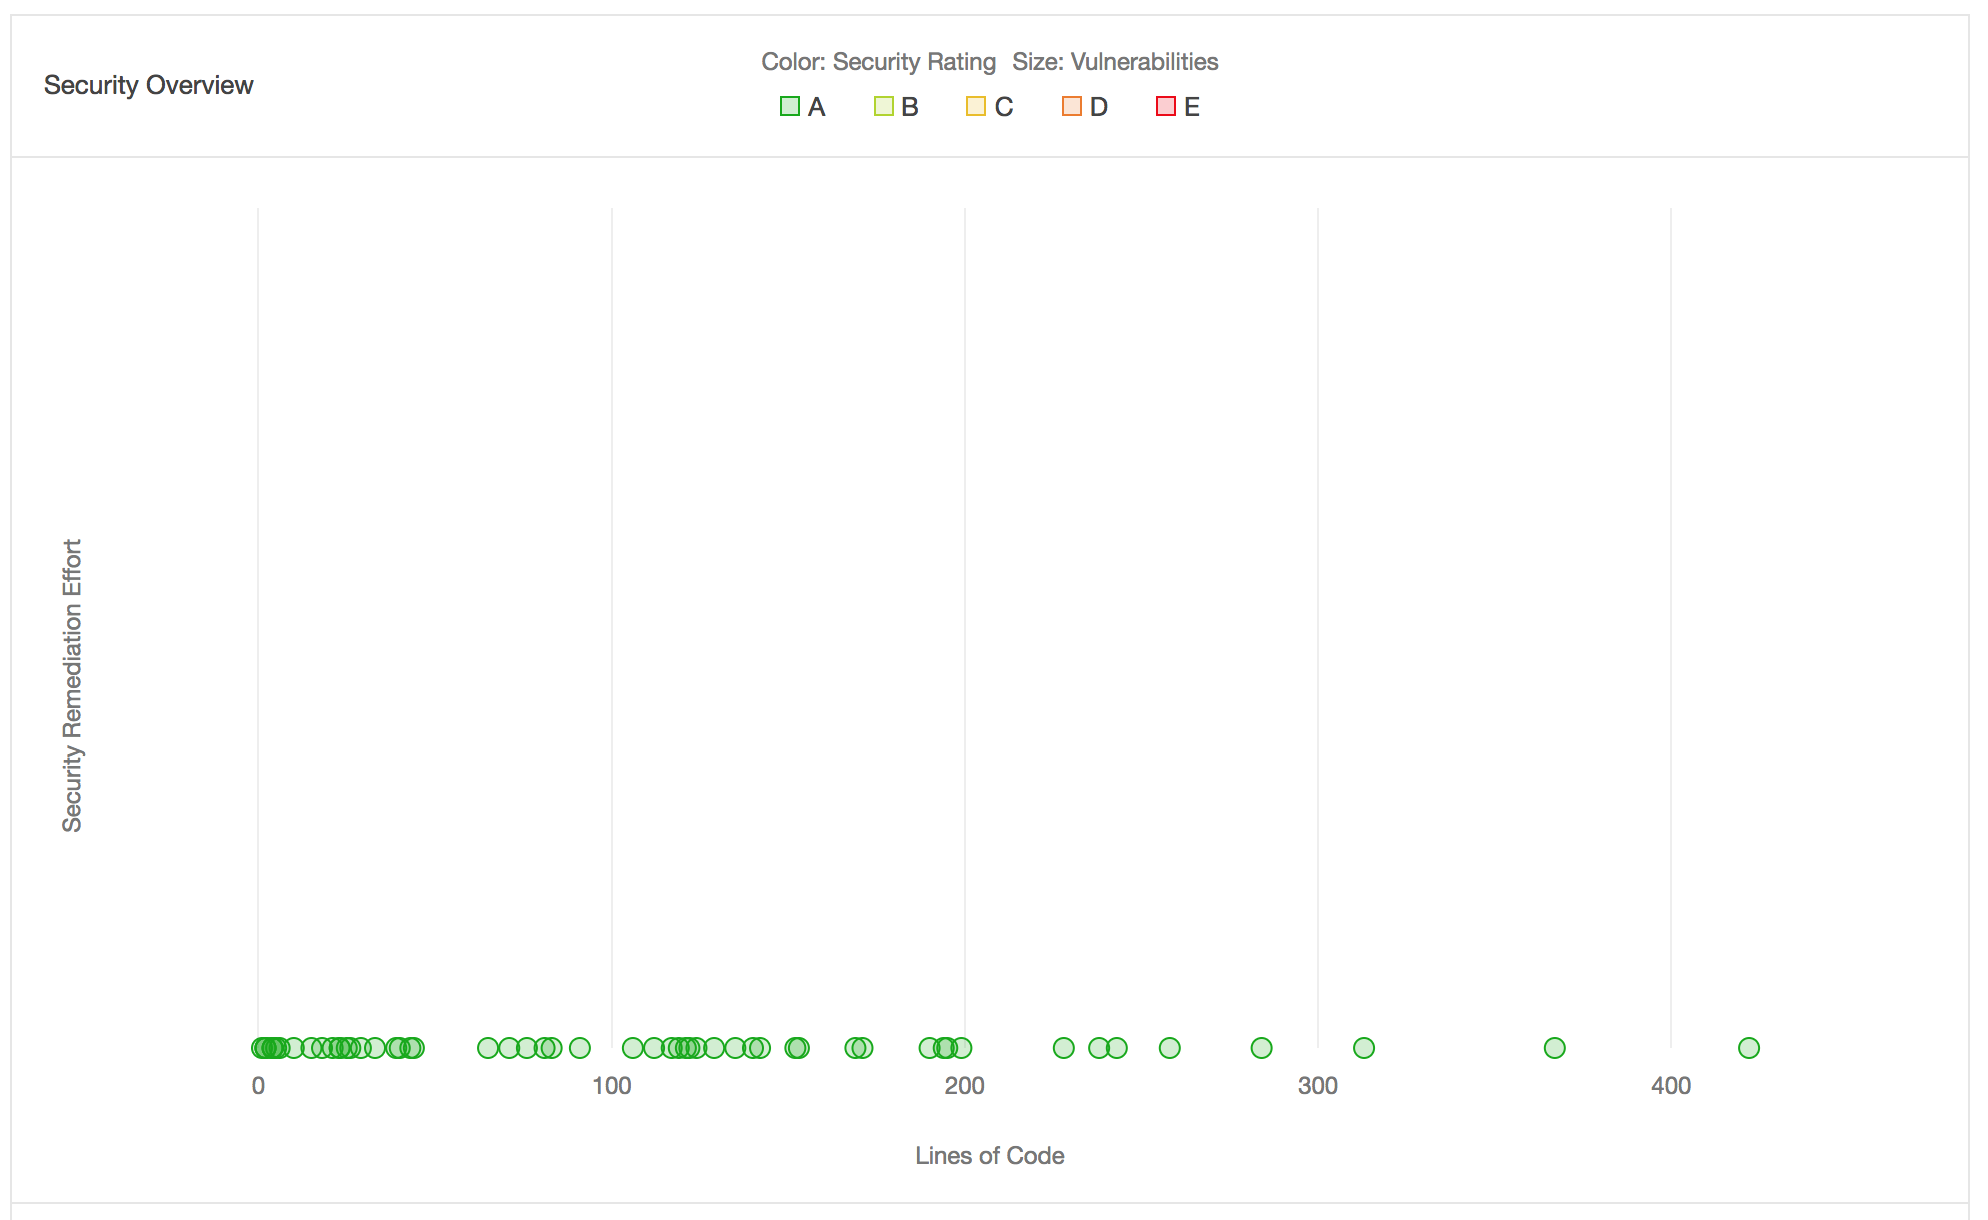 Security Overview
Color: Security Rating Size: Vulnerabilities
A B C D E
Security Remediation Effort
0 100 200 300 400
Lines of Code